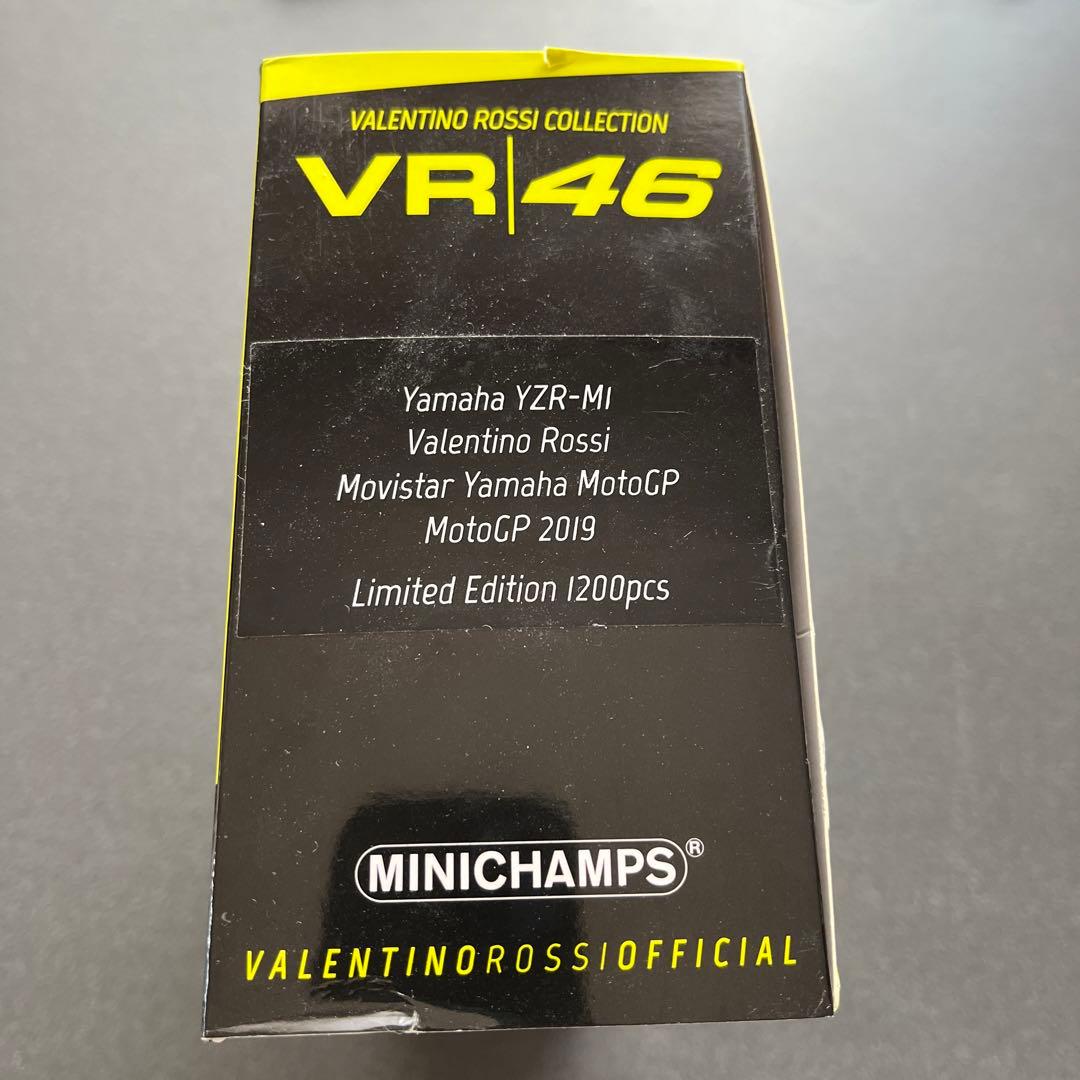 VALENTINO ROSSI COLLECTION
VR|46
Yamaha YZR-M1
Valentino Rossi
Movistar Yamaha MotoGP
MotoGP 2019
Limited Edition 1200pcs
MINICHAMPS®
VALENTINOROSSIOFFICIAL